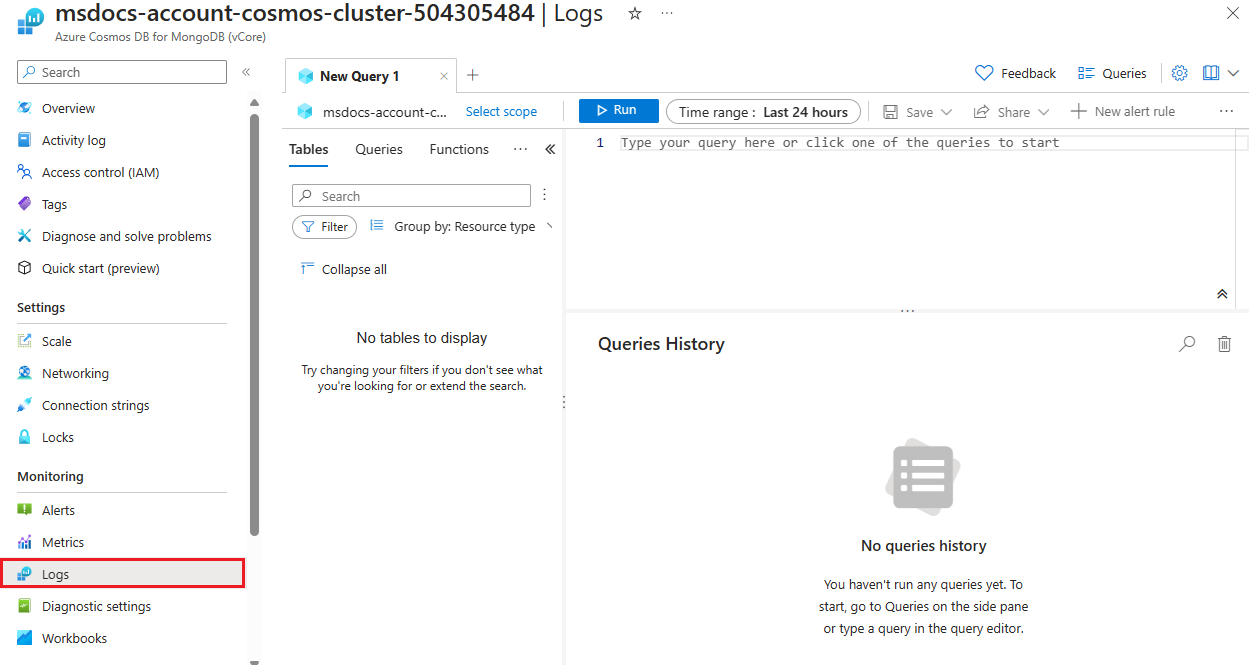 msdocs-account-cosmos-cluster-504305484 | Logs
Azure Cosmos DB for MongoDB (vCore)
Search
Overview
Activity log
Access control (IAM)
Tags
Diagnose and solve problems
Quick start (preview)
Settings
Scale
Networking
Connection strings
Locks
Monitoring
Alerts
Metrics
Logs
Diagnostic settings
Workbooks
New Query 1
Feedback
Queries
msdocs-account-c...
Select scope
Run
Time range : Last 24 hours
Save
Share
New alert rule
Tables
Queries
Functions
Search
Filter
Group by: Resource type
Collapse all
No tables to display
Try changing your filters if you don't see what
you're looking for or extend the search.
1 Type your query here or click one of the queries to start
Queries History
No queries history
You haven't run any queries yet. To
start, go to Queries on the side pane
or type a query in the query editor.